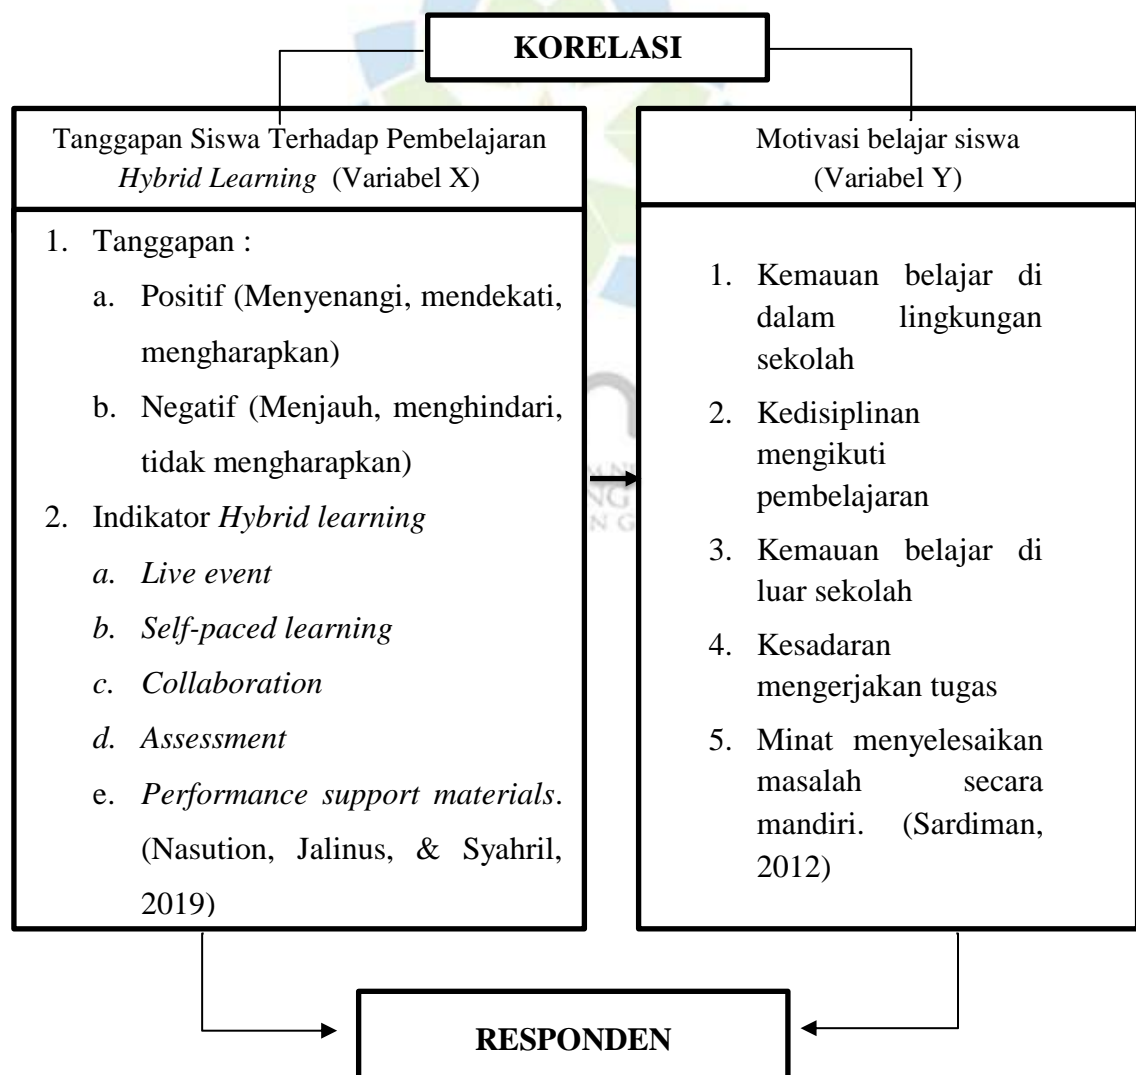 KORELASI
Tanggapan Siswa Terhadap Pembelajaran
Hybrid Learning (Variabel X)
1. Tanggapan :
a. Positif (Menyenangi, mendekati,
mengharapkan)
b. Negatif (Menjauh, menghindari,
tidak mengharapkan)
2. Indikator Hybrid learning
a. Live event
b. Self-paced learning
c. Collaboration
d. Assessment
e. Performance support materials.
(Nasution, Jalinus, & Syahril,
2019)
Motivasi belajar siswa
(Variabel Y)
1. Kemauan belajar di
dalam lingkungan
sekolah
2. Kedisiplinan
mengikuti
pembelajaran
3. Kemauan belajar di
luar sekolah
4. Kesadaran
mengerjakan tugas
5. Minat menyelesaikan
masalah secara
mandiri. (Sardiman,
2012)
RESPONDEN